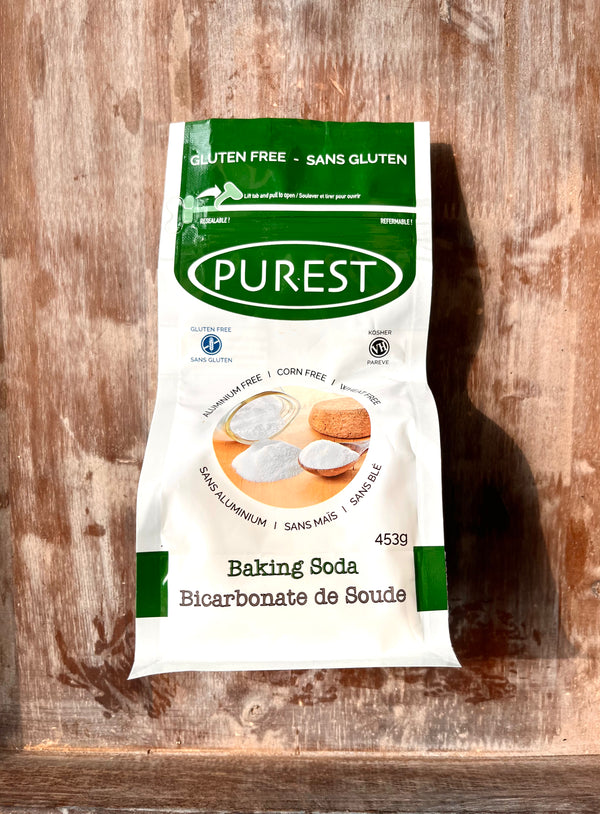 GLUTEN FREE - SANS GLUTEN
Lift tab and pull to open / Soulever et tirer pour ouvrir
RESEALABLE ! REFERMABLE !
PUREST
GLUTEN FREE
SANS GLUTEN
KOSHER
PAREVE
ALUMINIUM FREE | CORN FREE | WHEAT FREE
SANS ALUMINIUM | SANS MAÏS | SANS BLÉ
453g
Baking Soda
Bicarbonate de Soude